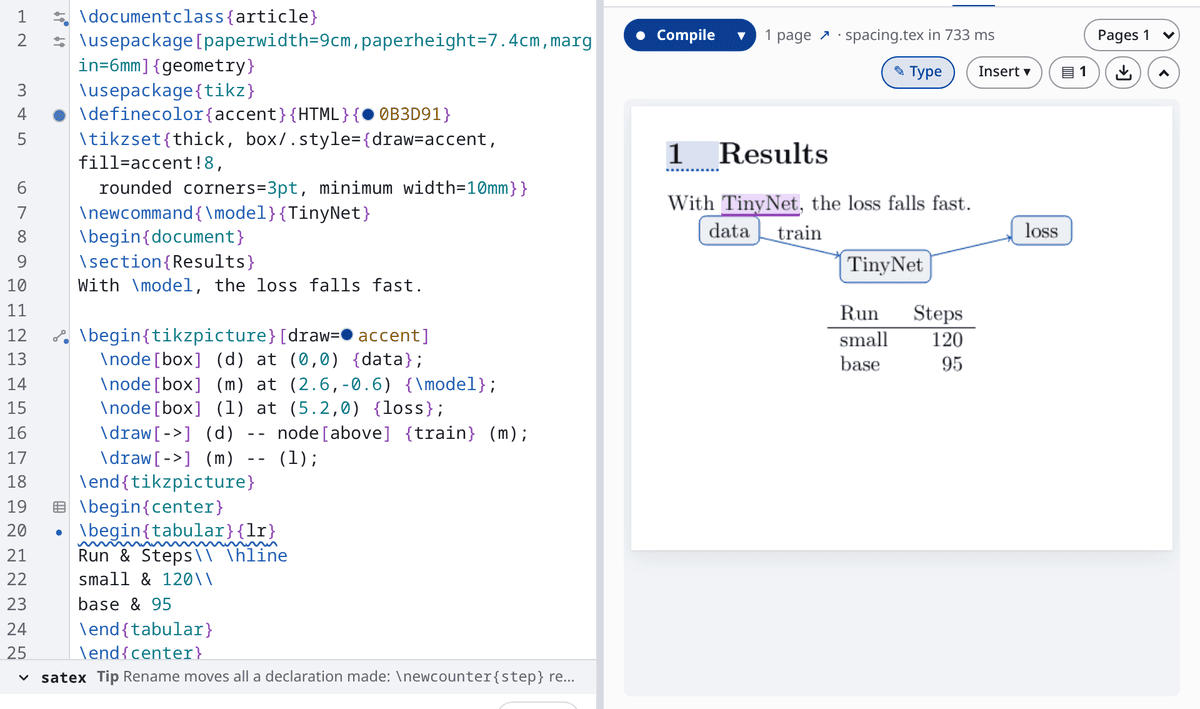 1 \documentclass{article}
2 \usepackage[paperwidth=9cm,paperheight=7.4cm,marg
in=6mm]{geometry}
3 \usepackage{tikz}
4 \definecolor{accent}{HTML}{0B3D91}
5 \tikzset{thick, box/.style={draw=accent,
fill=accent!8,
6 rounded corners=3pt, minimum width=10mm}}
7 \newcommand{\model}{TinyNet}
8 \begin{document}
9 \section{Results}
10 With \model, the loss falls fast.
11
12 \begin{tikzpicture}[draw=accent]
13 \node[box] (d) at (0,0) {data};
14 \node[box] (m) at (2.6,-0.6) {\model};
15 \node[box] (l) at (5.2,0) {loss};
16 \draw[->] (d) -- node[above] {train} (m);
17 \draw[->] (m) -- (l);
18 \end{tikzpicture}
19 \begin{center}
20 \begin{tabular}{lr}
21 Run & Steps\\ \hline
22 small & 120\\
23 base & 95
24 \end{tabular}
25 \end{center}
satex Tip Rename moves all a declaration made: \newcounter{step} re...
Compile 1 page ↗ · spacing.tex in 733 ms Pages 1
Type Insert 1
1 Results
With TinyNet, the loss falls fast.
data train loss
TinyNet
Run Steps
small 120
base 95